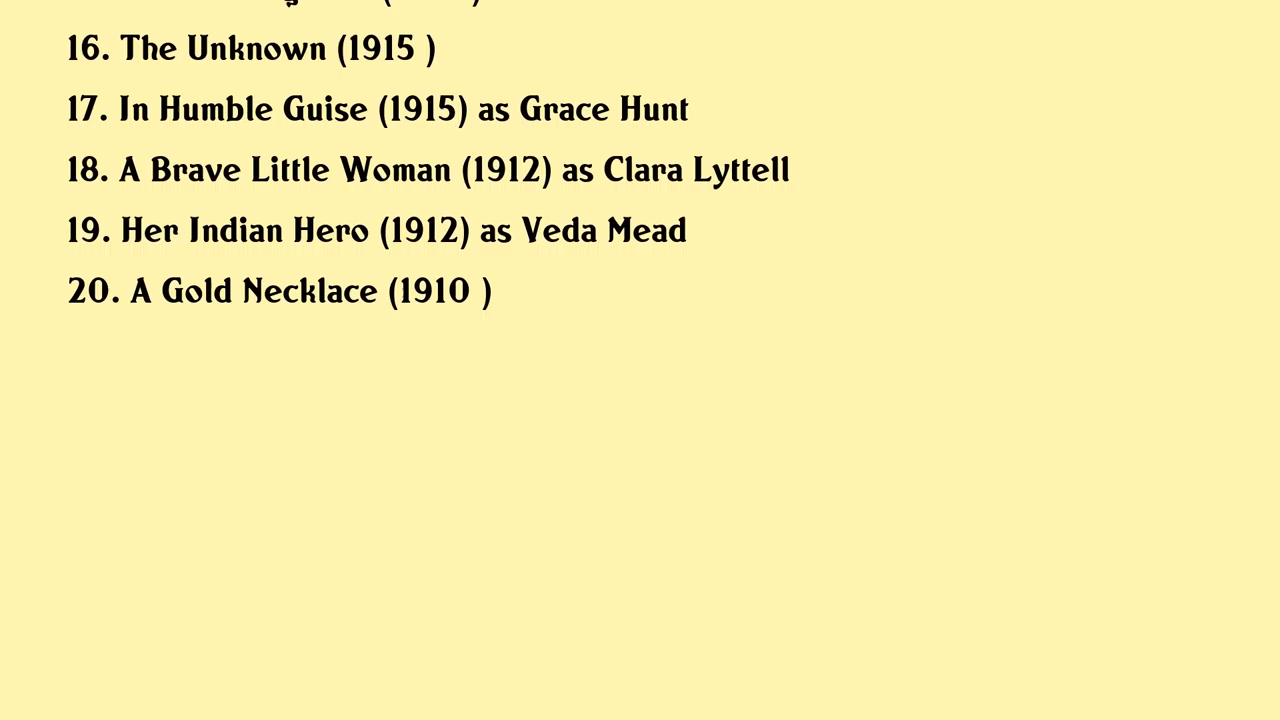 16. The Unknown (1915 )
17. In Humble Guise (1915) as Grace Hunt
18. A Brave Little Woman (1912) as Clara Lyttell
19. Her Indian Hero (1912) as Veda Mead
20. A Gold Necklace (1910 )